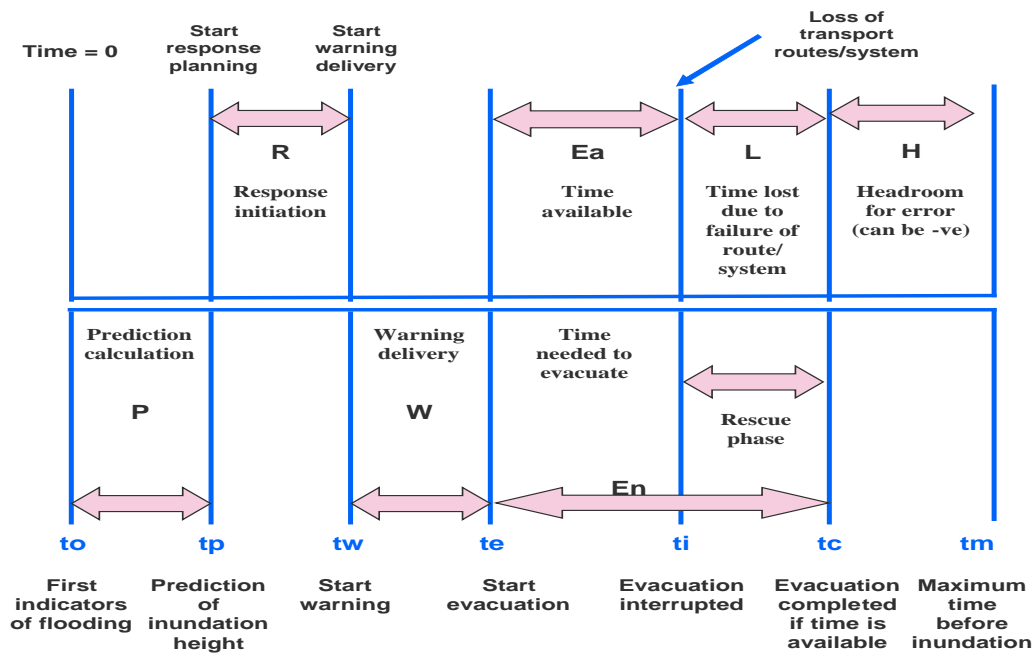 Time = 0
Start
response
planning
Start
warning
delivery
Loss of
transport
routes/system
R
Response
initiation
Ea
Time
available
L
Time lost
due to
failure of
route/
system
H
Headroom
for error
(can be -ve)
Prediction
calculation
P
Warning
delivery
W
Time
needed to
evacuate
Rescue
phase
En
to
tp
tw
te
ti
tc
tm
First
indicators
of flooding
Prediction
of
inundation
height
Start
warning
Start
evacuation
Evacuation
interrupted
Evacuation
completed
if time is
available
Maximum
time
before
inundation